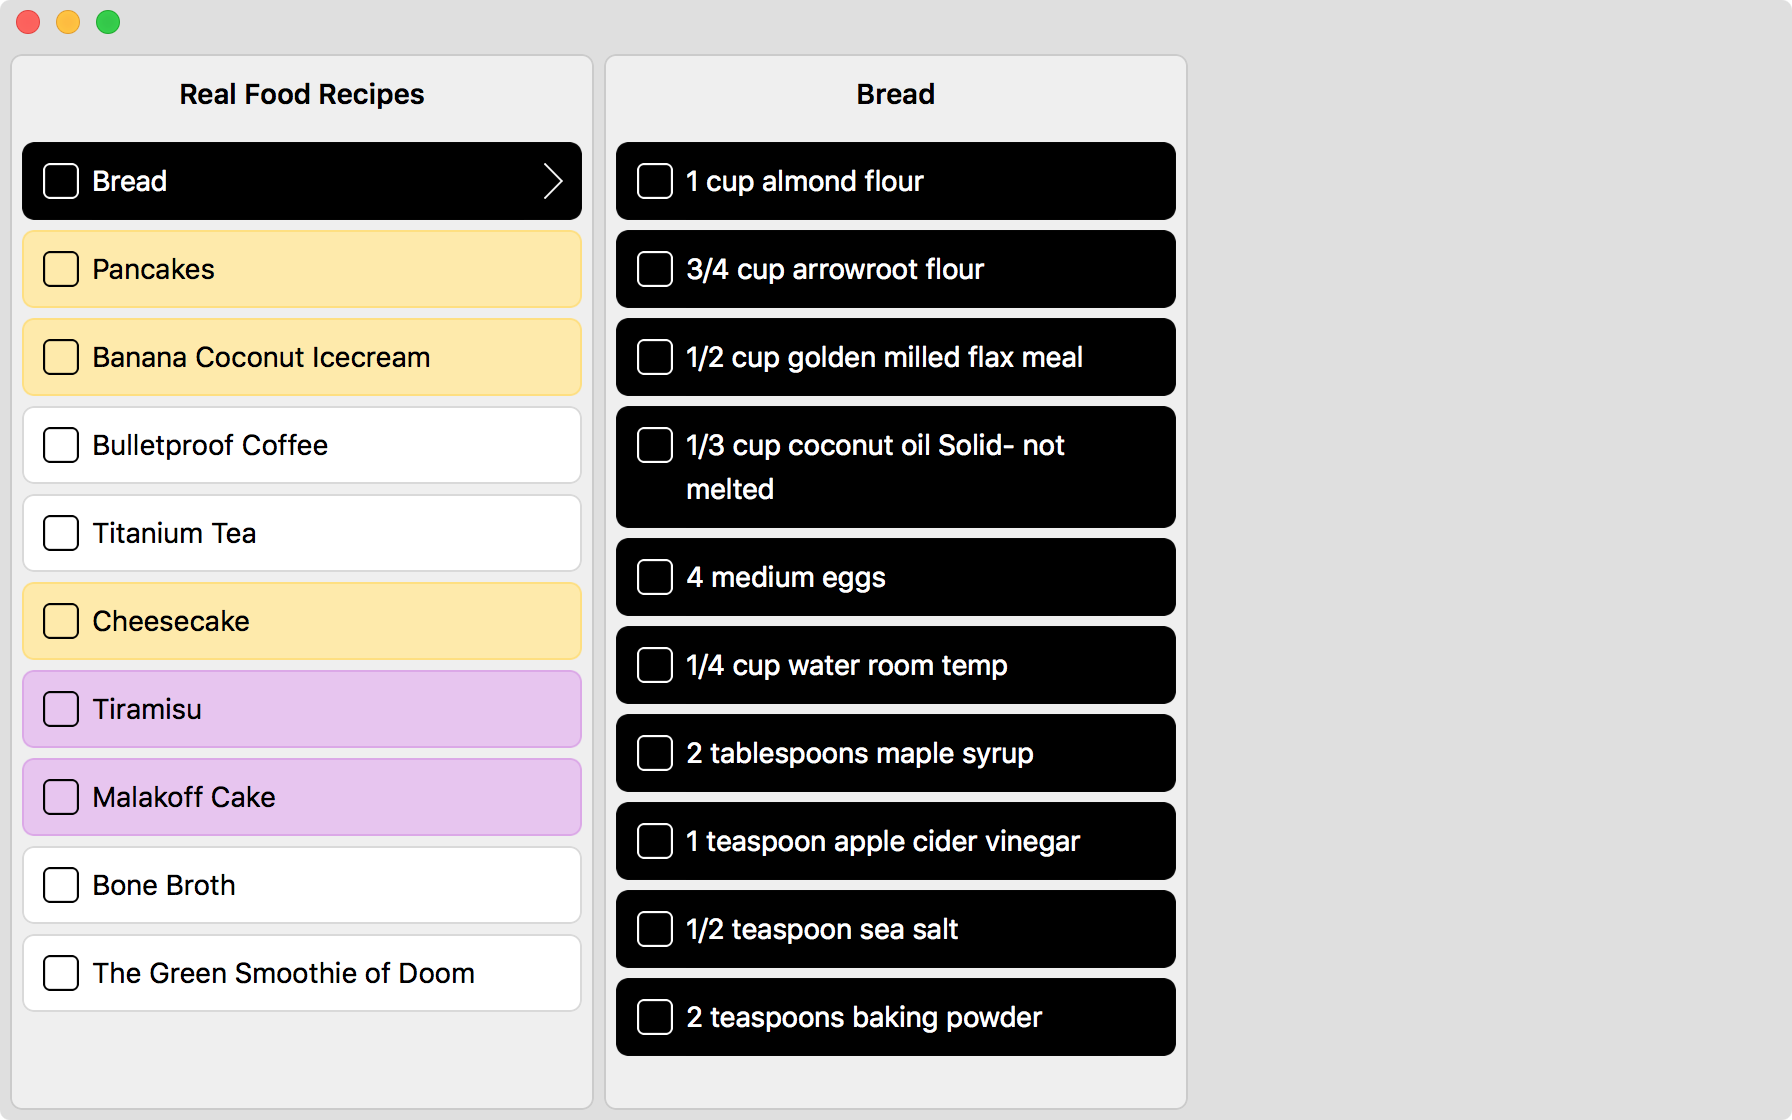 Real Food Recipes
Bread
Pancakes
Banana Coconut Icecream
Bulletproof Coffee
Titanium Tea
Cheesecake
Tiramisu
Malakoff Cake
Bone Broth
The Green Smoothie of Doom
Bread
1 cup almond flour
3/4 cup arrowroot flour
1/2 cup golden milled flax meal
1/3 cup coconut oil Solid- not
melted
4 medium eggs
1/4 cup water room temp
2 tablespoons maple syrup
1 teaspoon apple cider vinegar
1/2 teaspoon sea salt
2 teaspoons baking powder